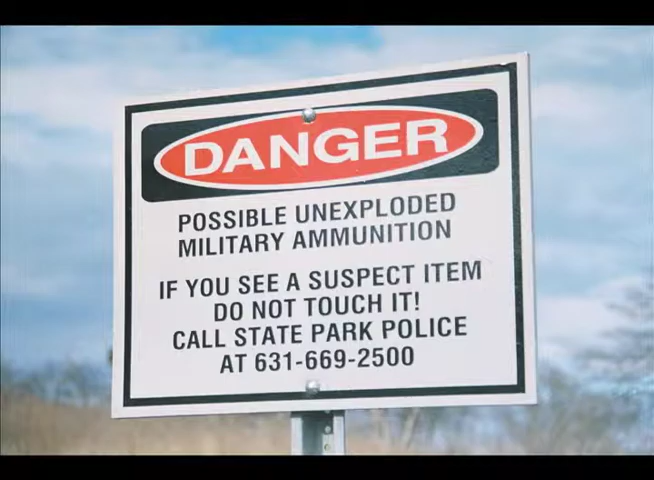 DANGER
POSSIBLE UNEXPLODED
MILITARY AMMUNITION
IF YOU SEE A SUSPECT ITEM
DO NOT TOUCH IT!
CALL STATE PARK POLICE
AT 631-669-2500